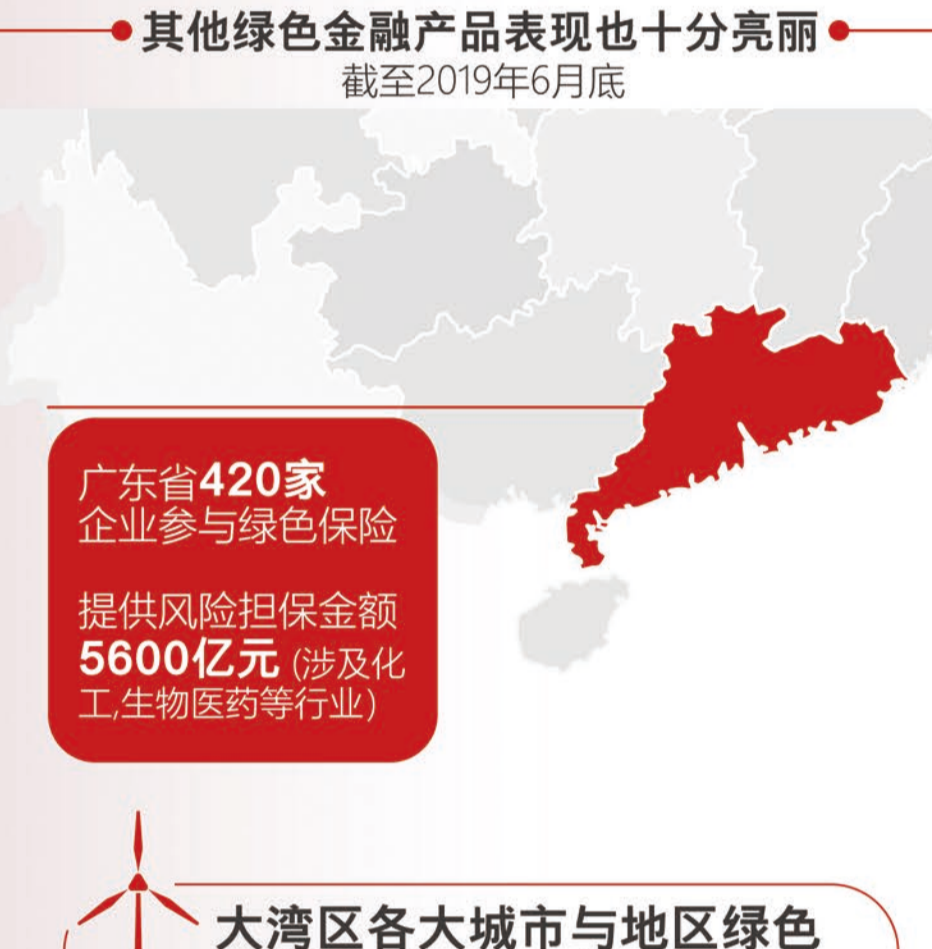 其他绿色金融产品表现也十分亮丽
截至2019年6月底
广东省420家
企业参与绿色保险
提供风险担保金额
5600亿元 (涉及化
工,生物医药等行业)
大湾区各大城市与地区绿色